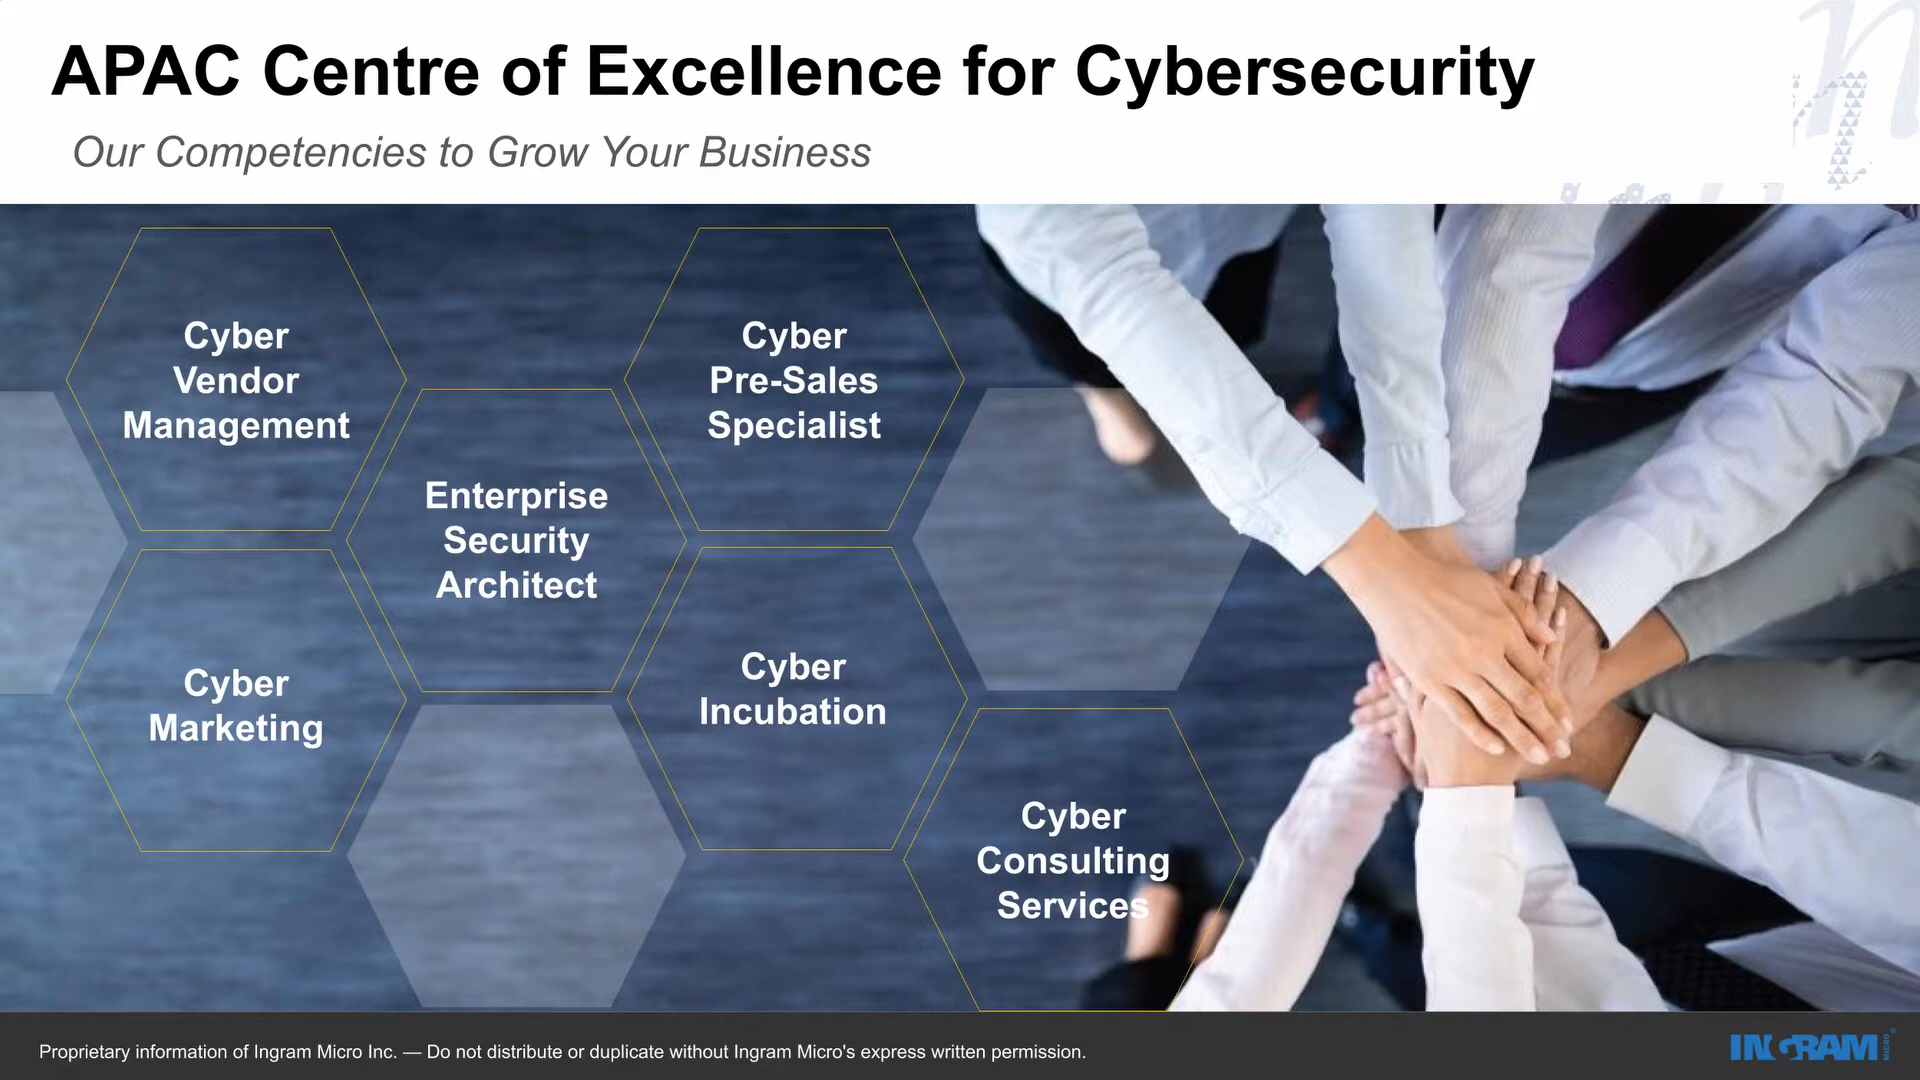 APAC Centre of Excellence for Cybersecurity
Our Competencies to Grow Your Business
Cyber
Vendor
Management
Cyber
Pre-Sales
Specialist
Enterprise
Security
Architect
Cyber
Marketing
Cyber
Incubation
Cyber
Consulting
Services
Proprietary information of Ingram Micro Inc. — Do not distribute or duplicate without Ingram Micro's express written permission.
INGRAM MICRO®